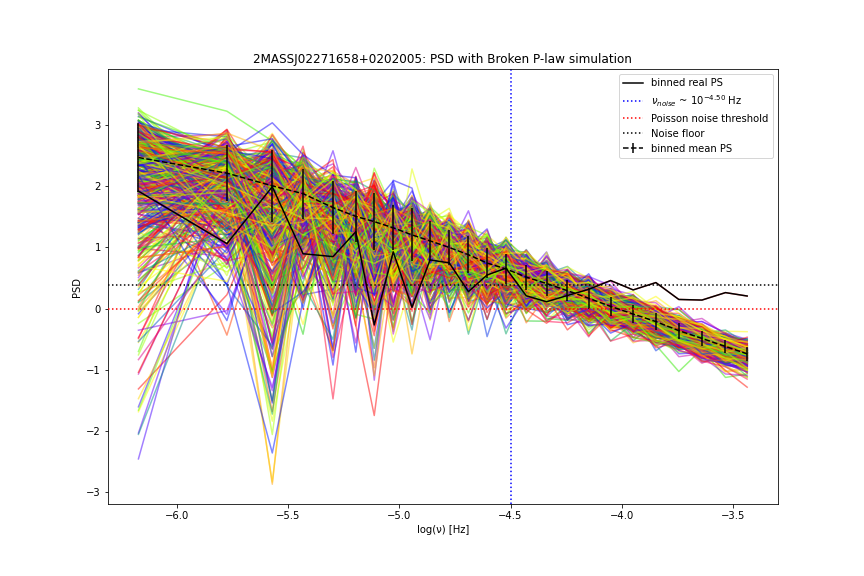 2MASSJ02271658+0202005: PSD with Broken P-law simulation
binned real PS
ν_noise ~ 10^−4.50 Hz
Poisson noise threshold
Noise floor
binned mean PS
PSD
3
2
1
0
−1
−2
−3
−6.0 −5.5 −5.0 −4.5 −4.0 −3.5
log(ν) [Hz]